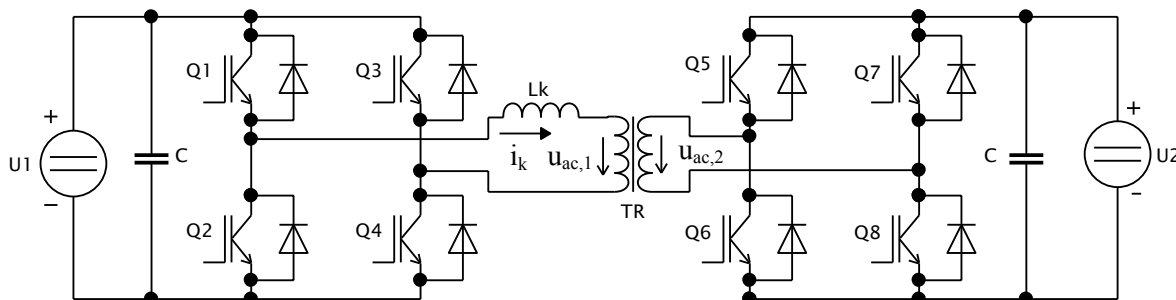 Q1
Q3
Q5
Q7
+
+
Lk
U1
C
i_k
u_ac,1
u_ac,2
C
U2
−
-
Q2
Q4
TR
Q6
Q8